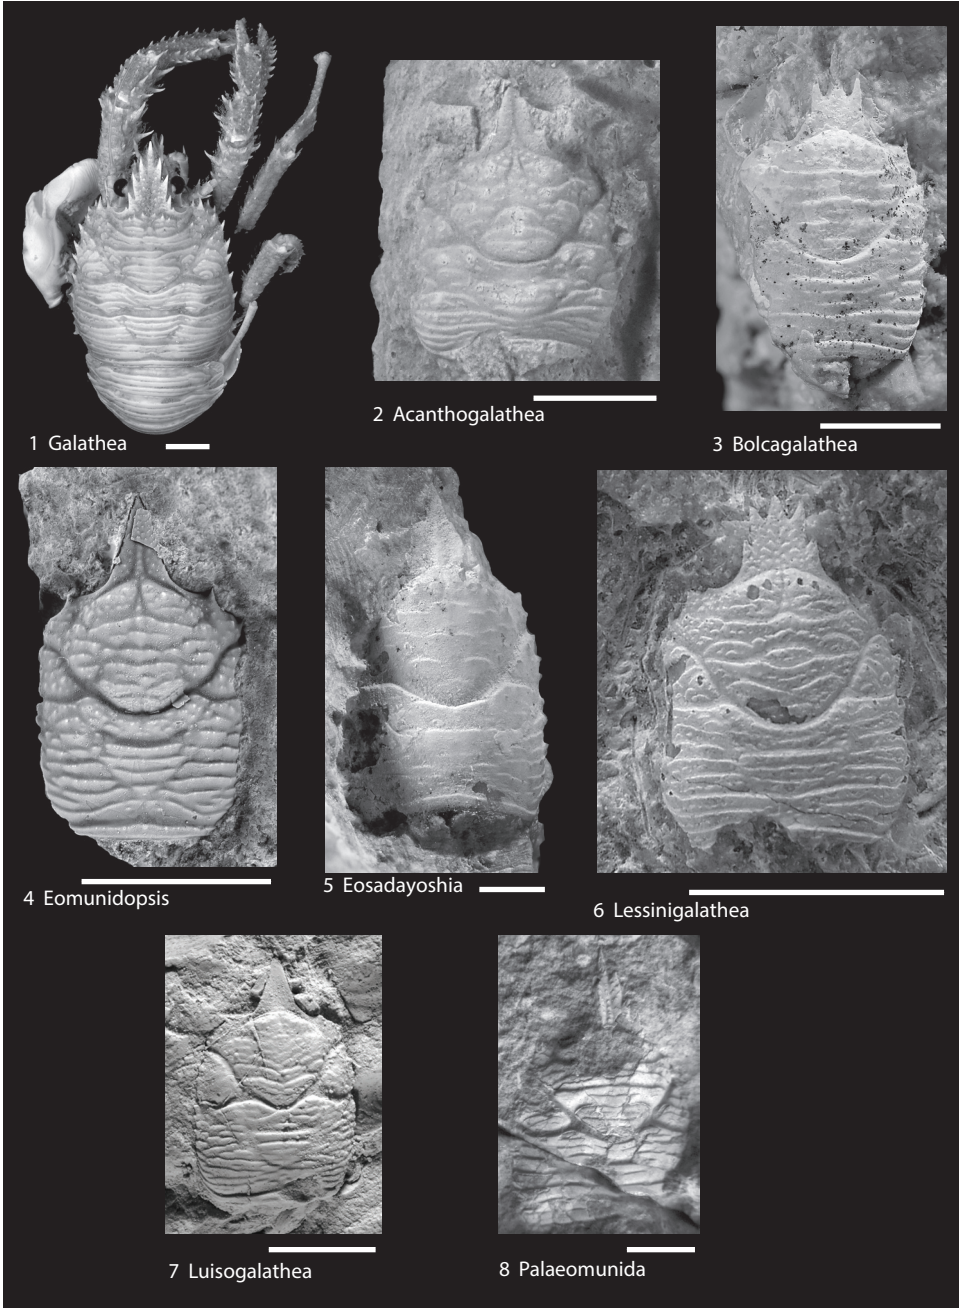 1 Galathea
2 Acanthogalathea
3 Bolcagalathea
4 Eomunidopsis
5 Eosadayoshia
6 Lessinigalathea
7 Luisogalathea
8 Palaeomunida